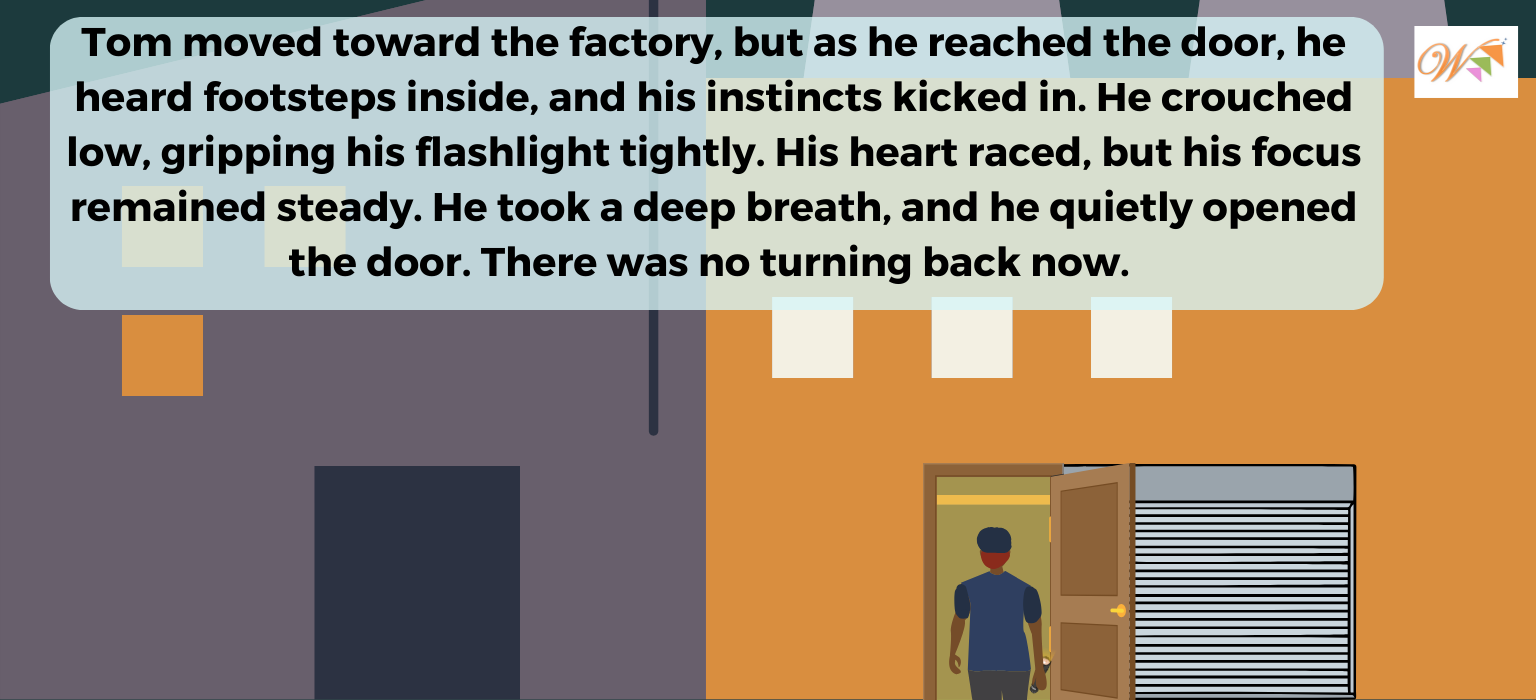 Tom moved toward the factory, but as he reached the door, he
heard footsteps inside, and his instincts kicked in. He crouched
low, gripping his flashlight tightly. His heart raced, but his focus
remained steady. He took a deep breath, and he quietly opened
the door. There was no turning back now.
W